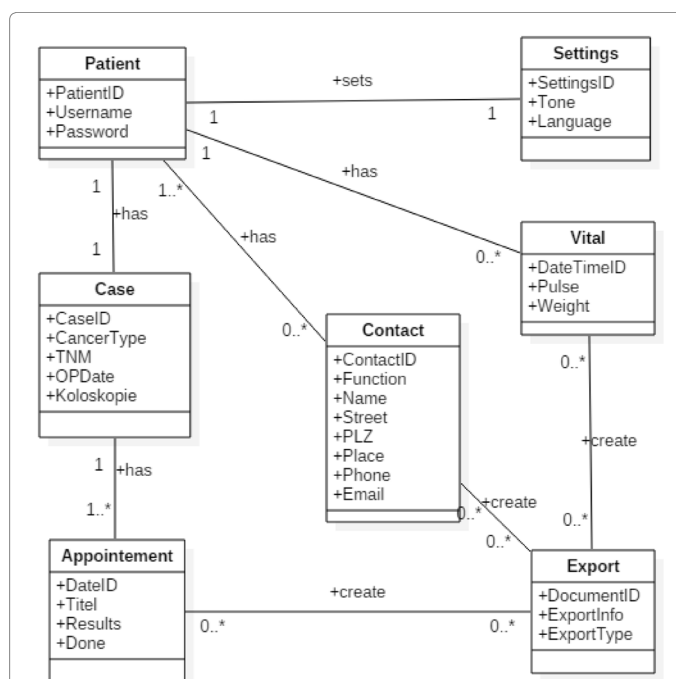 Patient
+PatientID
+Username
+Password
Settings
+SettingsID
+Tone
+Language
+sets
1
1
1
+has
0..*
1
+has
1
1..*
+has
0..*
Vital
+DateTimeID
+Pulse
+Weight
Case
+CaseID
+CancerType
+TNM
+OPDate
+Koloskopie
Contact
+ContactID
+Function
+Name
+Street
+PLZ
+Place
+Phone
+Email
0..*
+create
0..*
1
+has
1..*
+create
0..*
0..*
Appointement
+DateID
+Titel
+Results
+Done
+create
0..*
0..*
Export
+DocumentID
+ExportInfo
+ExportType